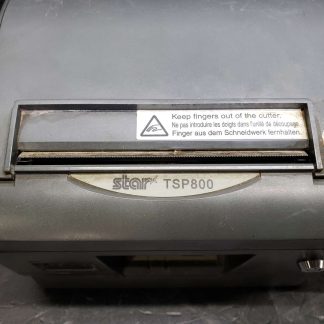 Keep fingers out of the cutter.
Ne pas introduire les doigts dans l'unité de découpage.
Finger aus dem Schneidwerk fernhalten.
star TSP800